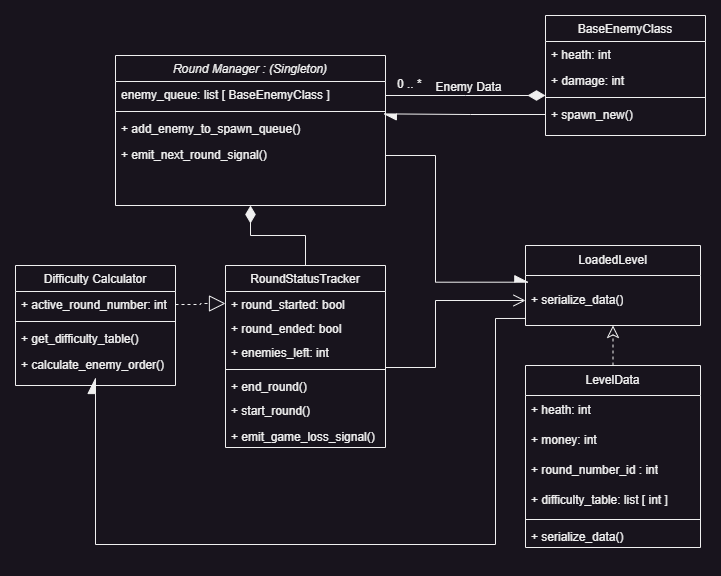 BaseEnemyClass
+ heath: int
+ damage: int
+ spawn_new()
Round Manager : (Singleton)
enemy_queue: list [ BaseEnemyClass ]
+ add_enemy_to_spawn_queue()
+ emit_next_round_signal()
0 .. *
Enemy Data
Difficulty Calculator
+ active_round_number: int
+ get_difficulty_table()
+ calculate_enemy_order()
RoundStatusTracker
+ round_started: bool
+ round_ended: bool
+ enemies_left: int
+ end_round()
+ start_round()
+ emit_game_loss_signal()
LoadedLevel
+ serialize_data()
LevelData
+ heath: int
+ money: int
+ round_number_id : int
+ difficulty_table: list [ int ]
+ serialize_data()